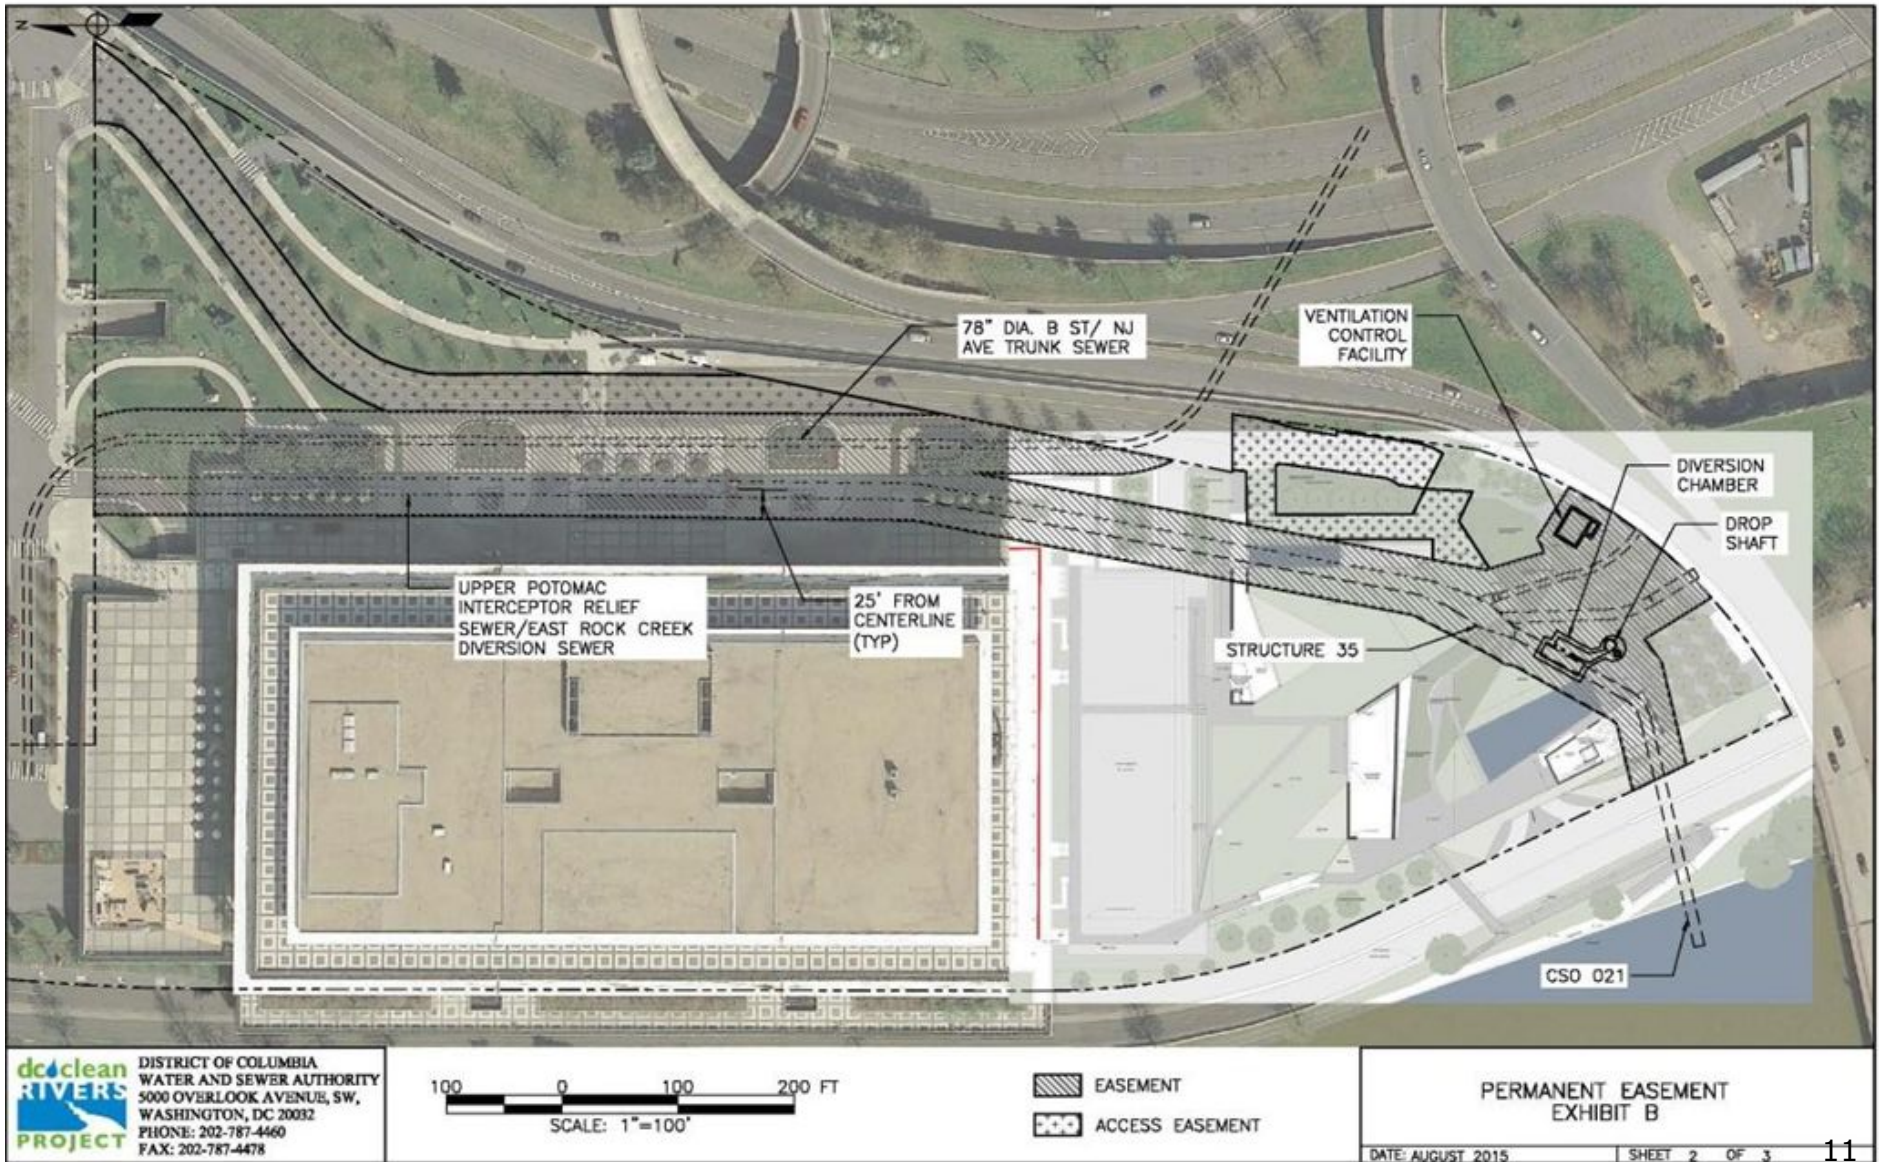 N
78" DIA. B ST/ NJ
AVE TRUNK SEWER
VENTILATION
CONTROL
FACILITY
DIVERSION
CHAMBER
DROP
SHAFT
UPPER POTOMAC
INTERCEPTOR RELIEF
SEWER/EAST ROCK CREEK
DIVERSION SEWER
25' FROM
CENTERLINE
(TYP)
STRUCTURE 35
CSO 021
dc clean
RIVERS
PROJECT
DISTRICT OF COLUMBIA
WATER AND SEWER AUTHORITY
5000 OVERLOOK AVENUE, SW,
WASHINGTON, DC 20032
PHONE: 202-787-4460
FAX: 202-787-4478
100 0 100 200 FT
SCALE: 1"=100'
EASEMENT
ACCESS EASEMENT
PERMANENT EASEMENT
EXHIBIT B
DATE: AUGUST 2015
SHEET 2 OF 3
11